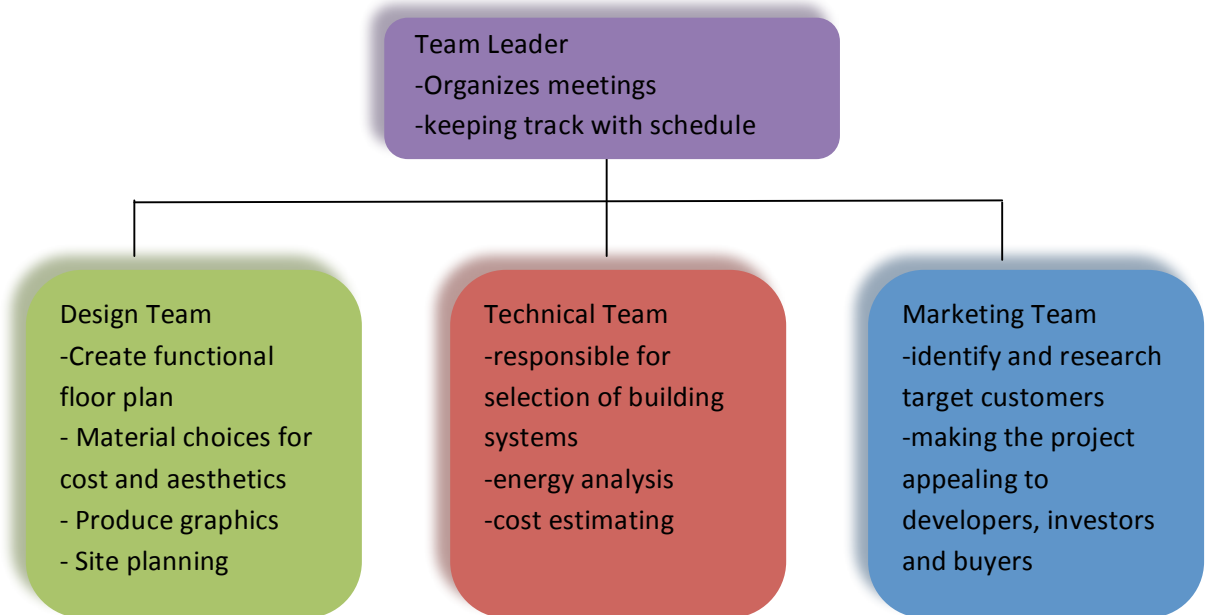 Team Leader
-Organizes meetings
-keeping track with schedule
Design Team
-Create functional
floor plan
- Material choices for
cost and aesthetics
- Produce graphics
- Site planning
Technical Team
-responsible for
selection of building
systems
-energy analysis
-cost estimating
Marketing Team
-identify and research
target customers
-making the project
appealing to
developers, investors
and buyers